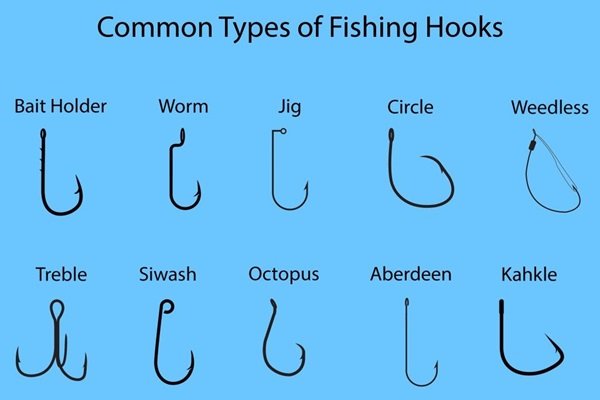 Common Types of Fishing Hooks
Bait Holder Worm Jig Circle Weedless
Treble Siwash Octopus Aberdeen Kahkle